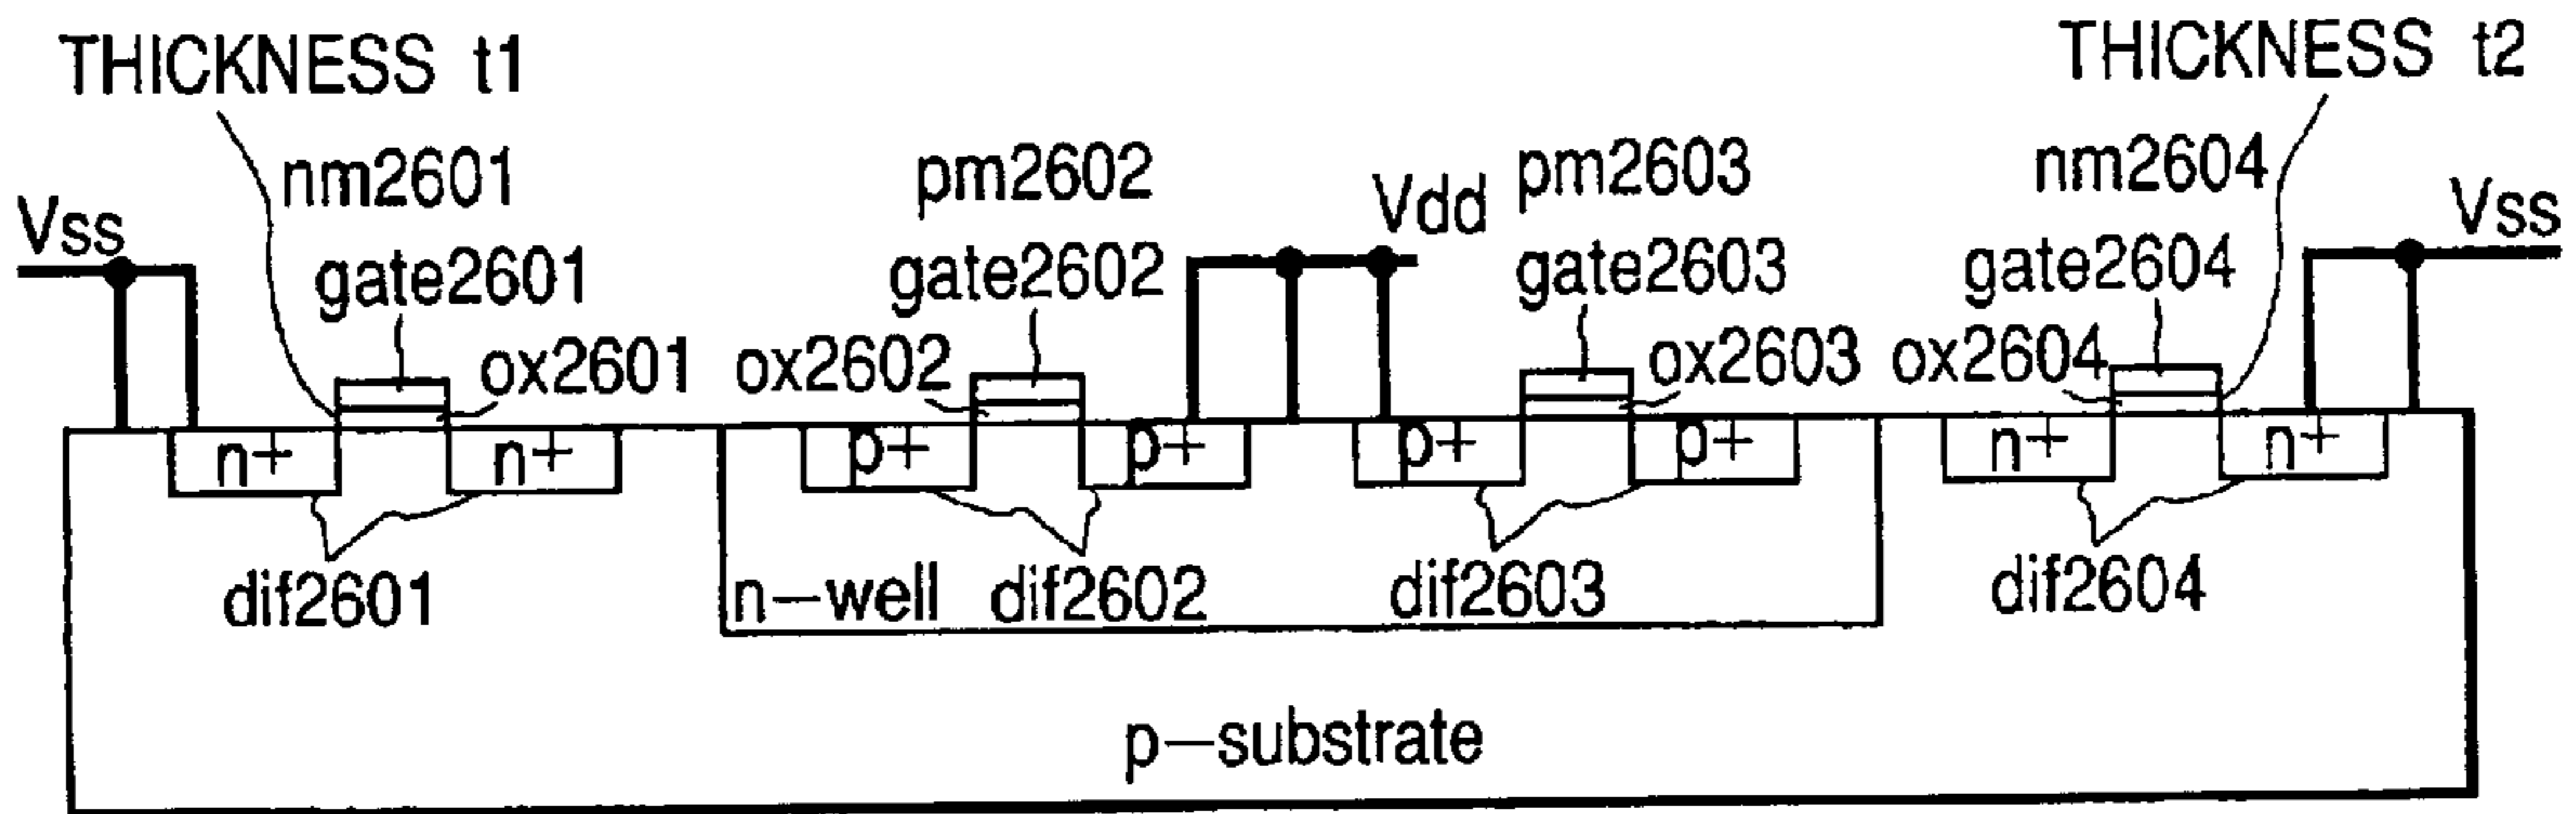 THICKNESS t1
THICKNESS t2
nm2601
pm2602
pm2603
nm2604
Vss
Vdd
Vss
gate2601
gate2602
gate2603
gate2604
ox2601
ox2602
ox2603
ox2604
n+
n+
p+
p+
p+
p+
n+
n+
dif2601
n-well
dif2602
dif2603
dif2604
p-substrate